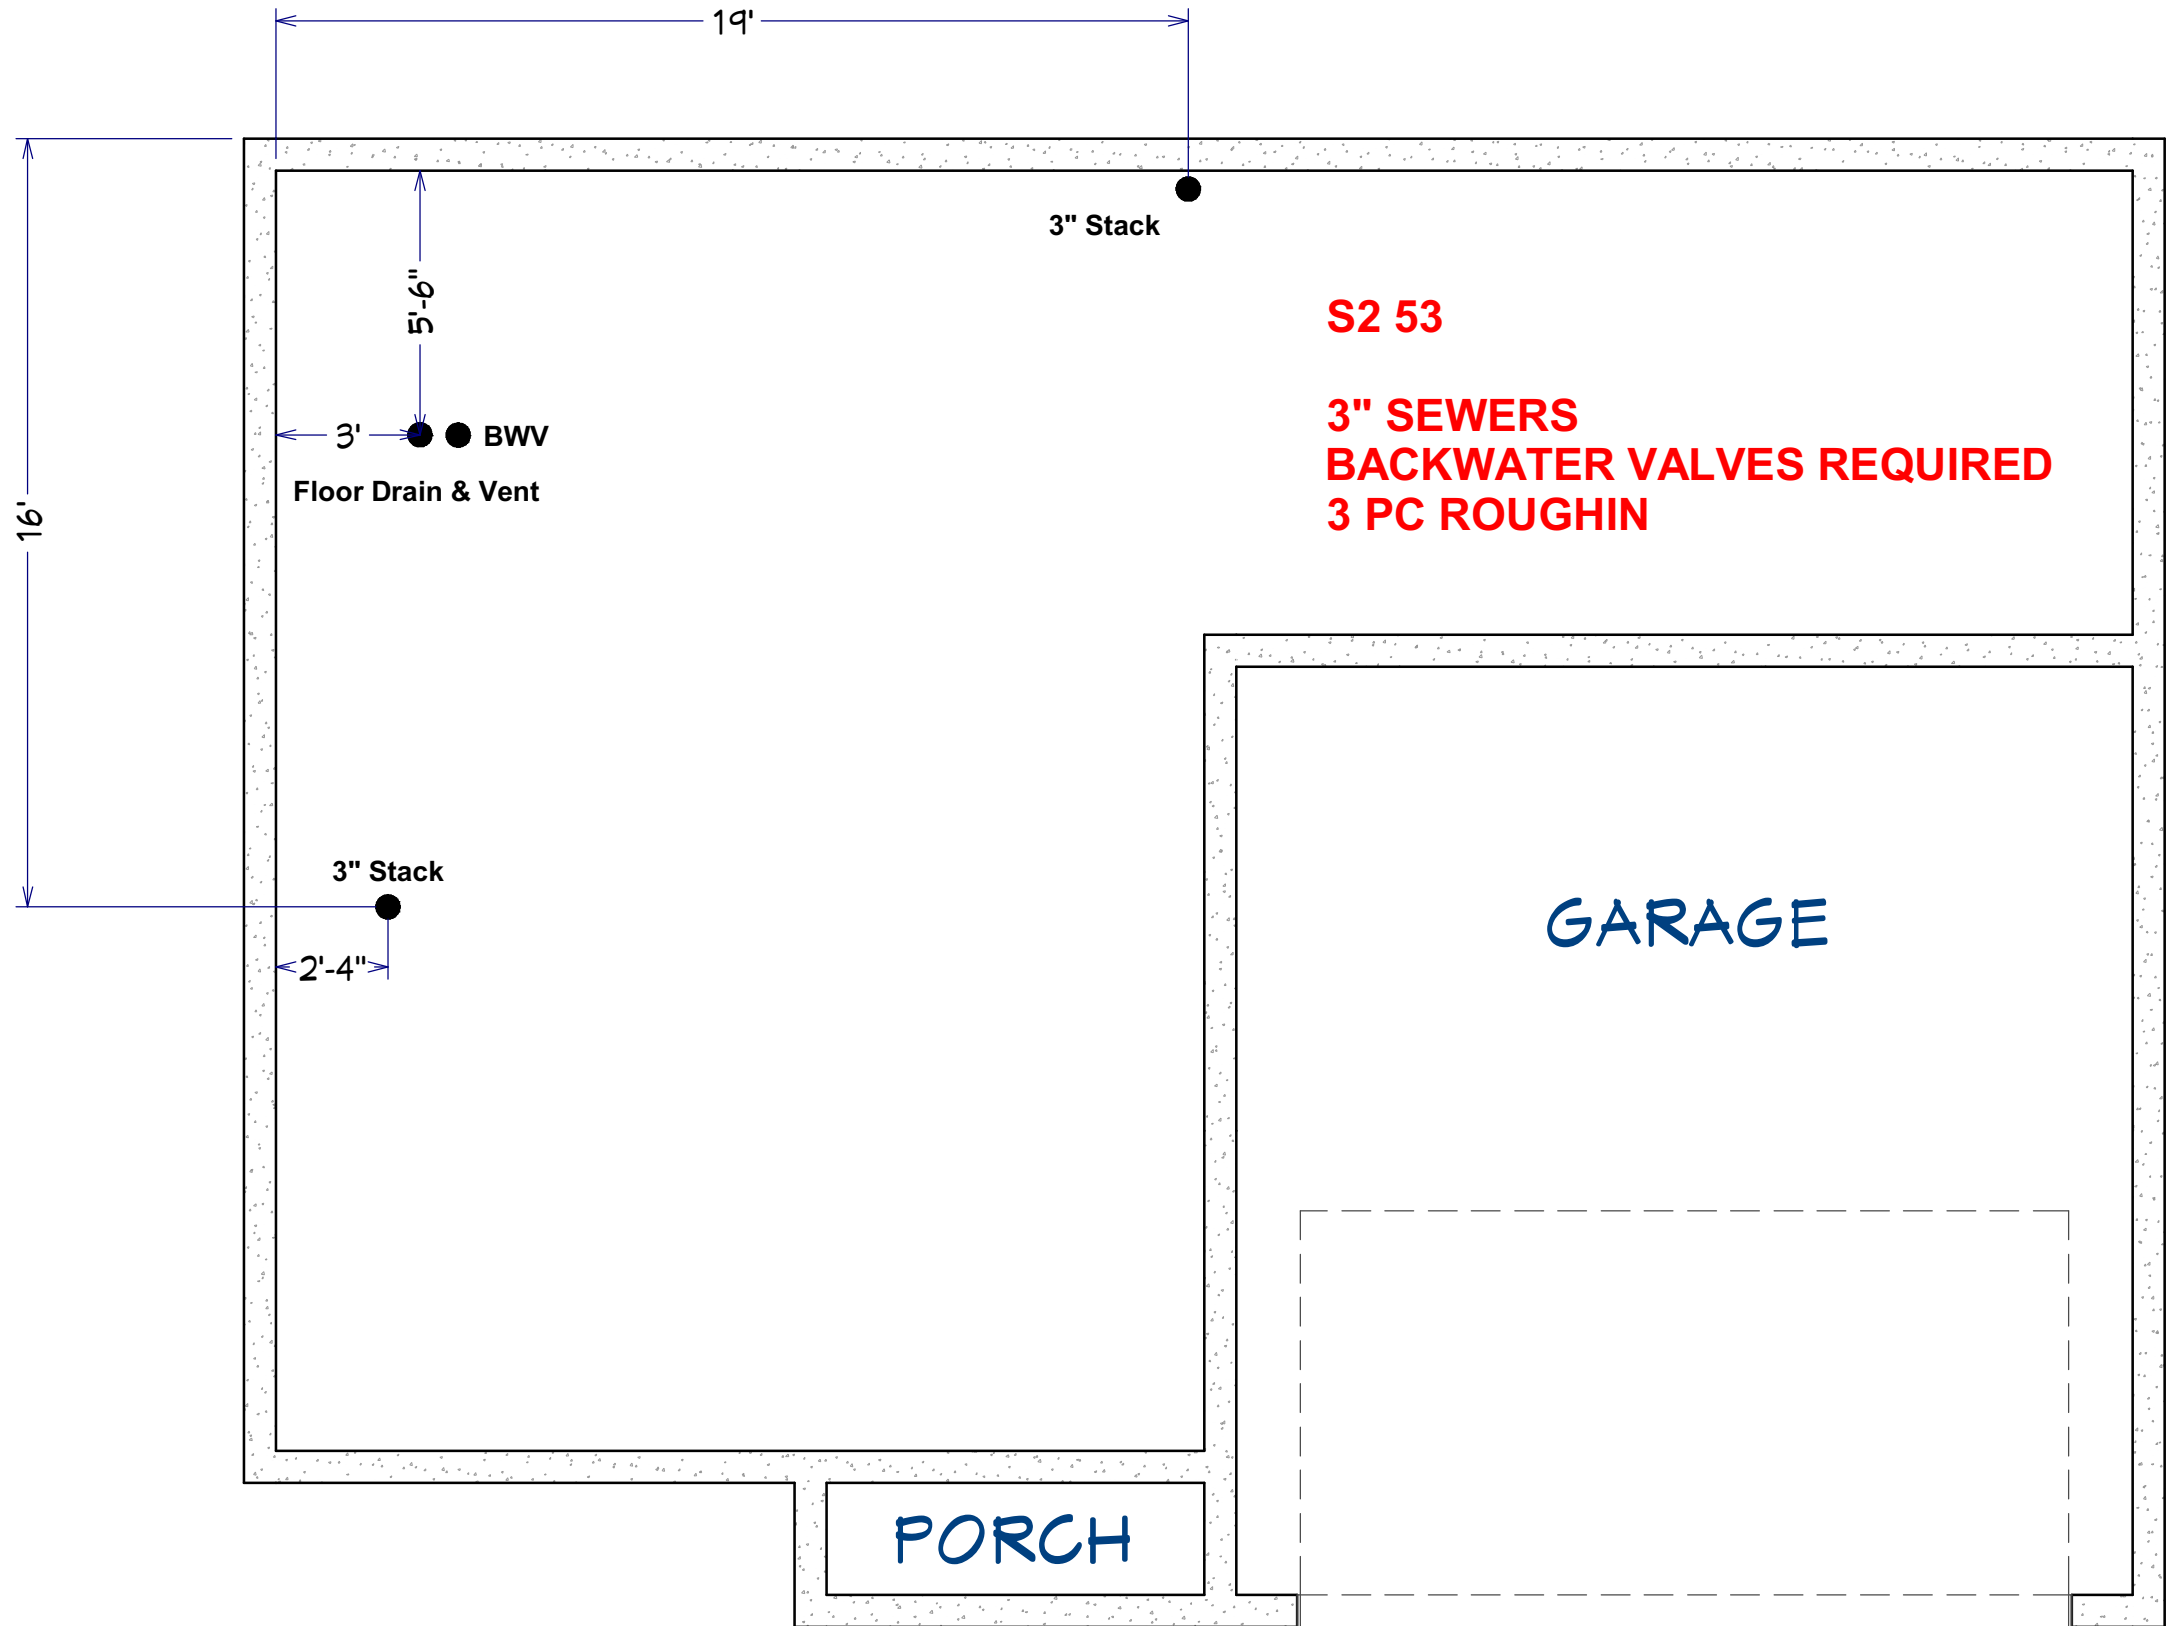 19'
3" Stack
5'-6"
S2 53
3" SEWERS
BACKWATER VALVES REQUIRED
3 PC ROUGHIN
3'
BWV
Floor Drain & Vent
16'
3" Stack
2'-4"
GARAGE
PORCH